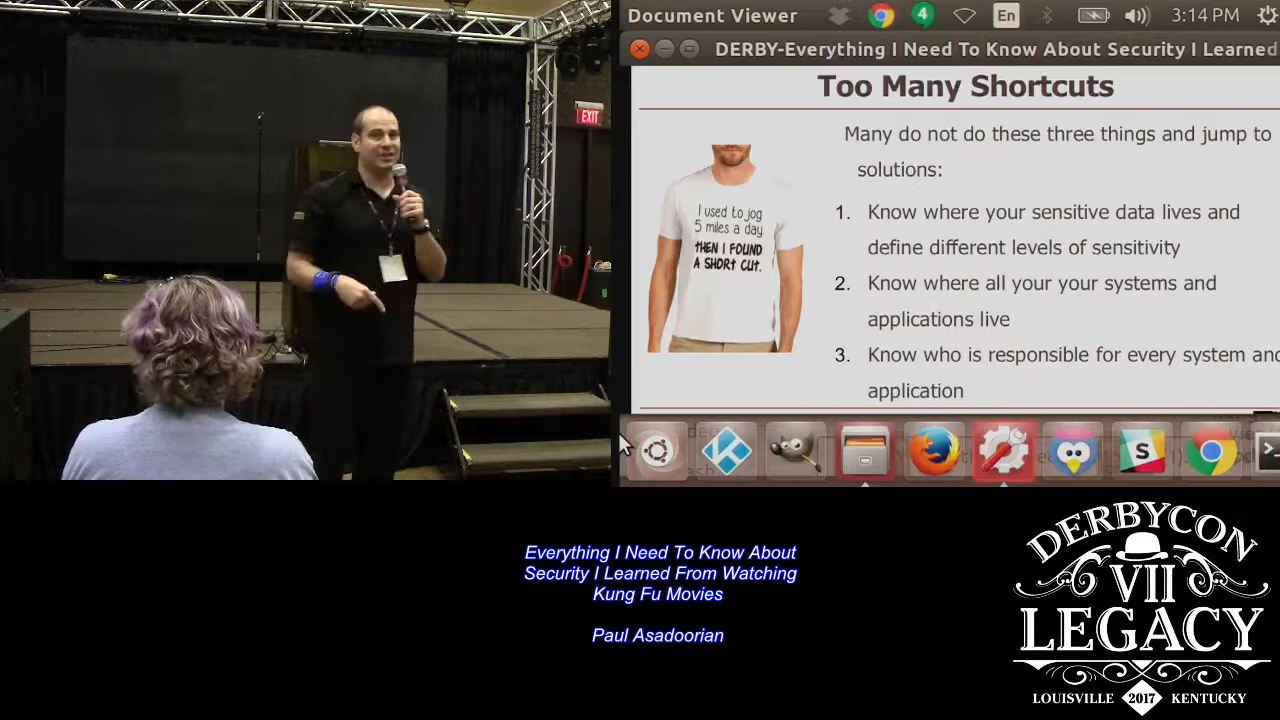 EXIT
Document Viewer
4
En
3:14 PM
DERBY-Everything I Need To Know About Security I Learned
Too Many Shortcuts
Many do not do these three things and jump to
solutions:
I used to jog
5 miles a day
THEN I FOUND
A SHORT CUT.
1. Know where your sensitive data lives and
define different levels of sensitivity
2. Know where all your your systems and
applications live
3. Know who is responsible for every system and
application
S
>_
Everything I Need To Know About
Security I Learned From Watching
Kung Fu Movies
Paul Asadoorian
DERBYCON
VII
LEGACY
LOUISVILLE 2017 KENTUCKY